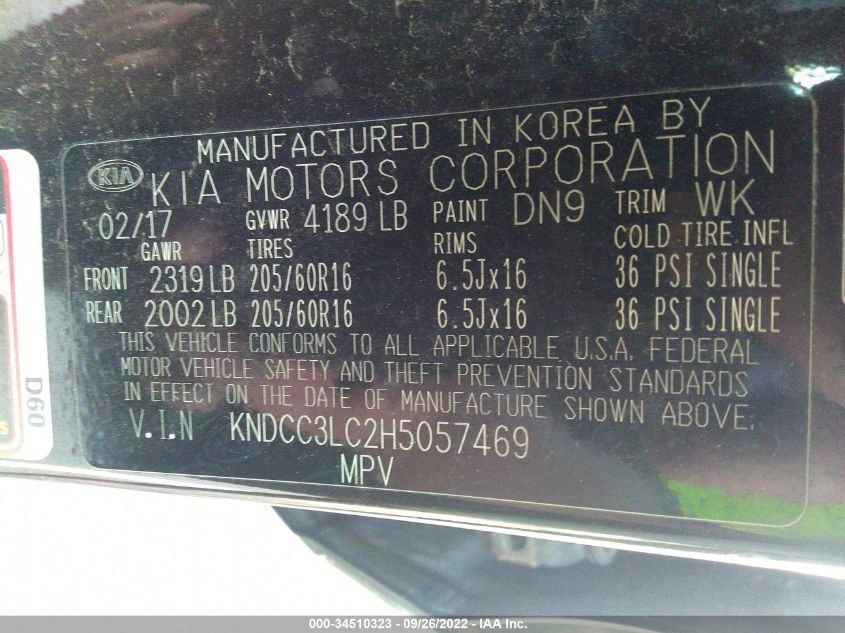 MANUFACTURED IN KOREA BY
KIA KIA MOTORS CORPORATION
02/17 GVWR 4189 LB PAINT DN9 TRIM WK
GAWR TIRES RIMS COLD TIRE INFL
FRONT 2319 LB 205/60R16 6.5Jx16 36 PSI SINGLE
REAR 2002 LB 205/60R16 6.5Jx16 36 PSI SINGLE
THIS VEHICLE CONFORMS TO ALL APPLICABLE U.S.A. FEDERAL
MOTOR VEHICLE SAFETY AND THEFT PREVENTION STANDARDS
IN EFFECT ON THE DATE OF MANUFACTURE SHOWN ABOVE.
V.I.N KNDCC3LC2H5057469
MPV
D60
000-34510323 - 09/26/2022 - IAA Inc.